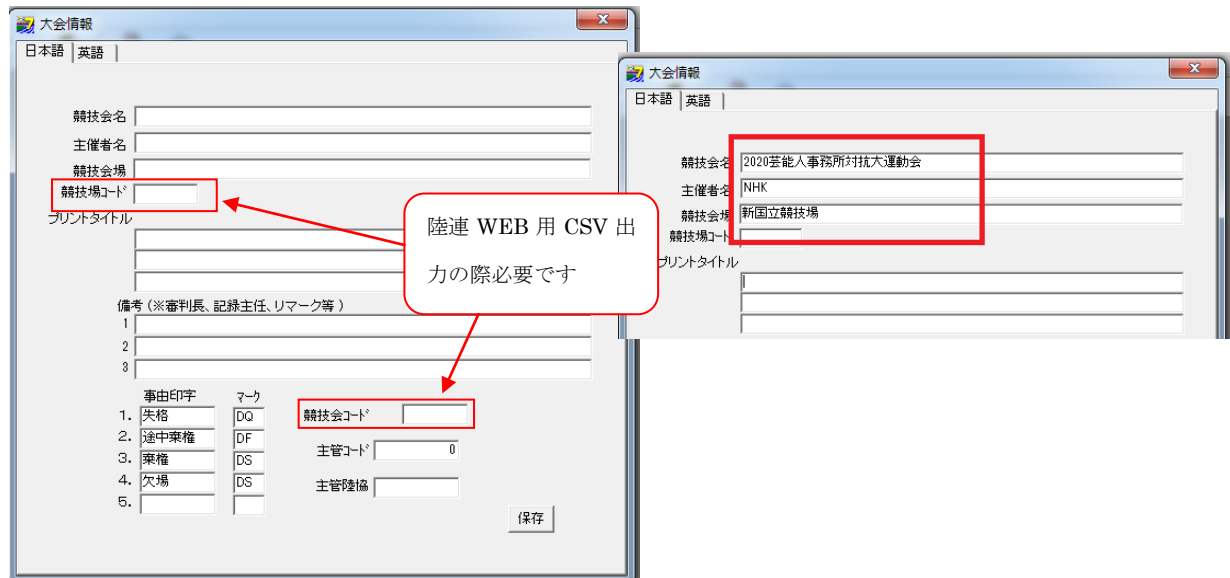 大会情報
日本語 英語
競技会名
主催者名
競技会場
競技場ｺｰﾄﾞ
プリントタイトル
備考（※審判長、記録主任、リマーク等）
1
2
3
事由印字 ﾏｰｸ
1. 失格 DQ
2. 途中棄権 DF
3. 棄権 DS
4. 欠場 DS
5.
競技会ｺｰﾄﾞ
主管ｺｰﾄﾞ 0
主管陸協
保存
陸連 WEB 用 CSV 出
力の際必要です
大会情報
日本語 英語
競技会名 2020芸能人事務所対抗大運動会
主催者名 NHK
競技会場 新国立競技場
競技場ｺｰﾄﾞ
プリントタイトル